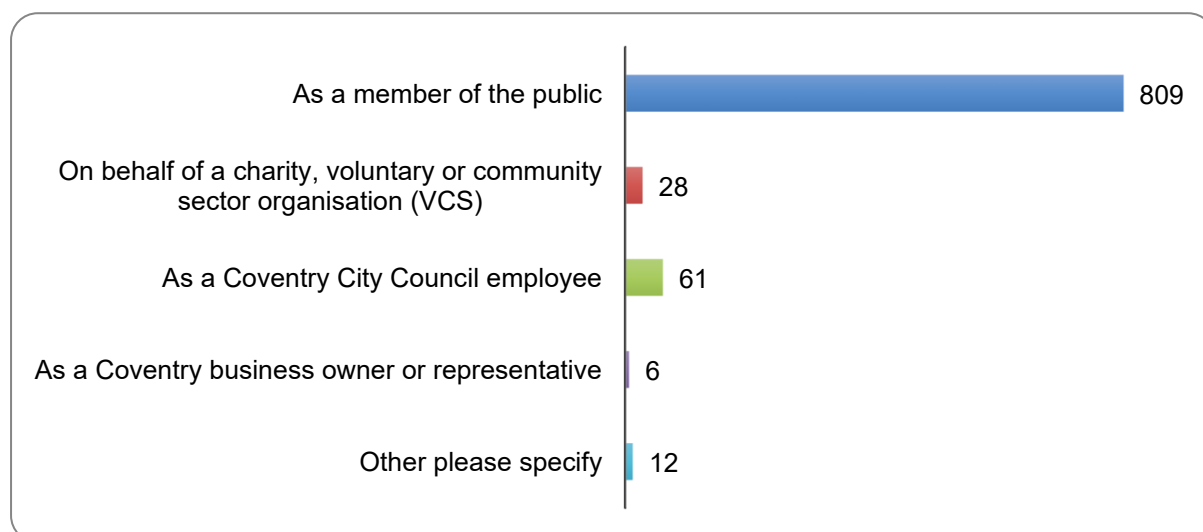 As a member of the public
809
On behalf of a charity, voluntary or community
sector organisation (VCS)
28
As a Coventry City Council employee
61
As a Coventry business owner or representative
6
Other please specify
12